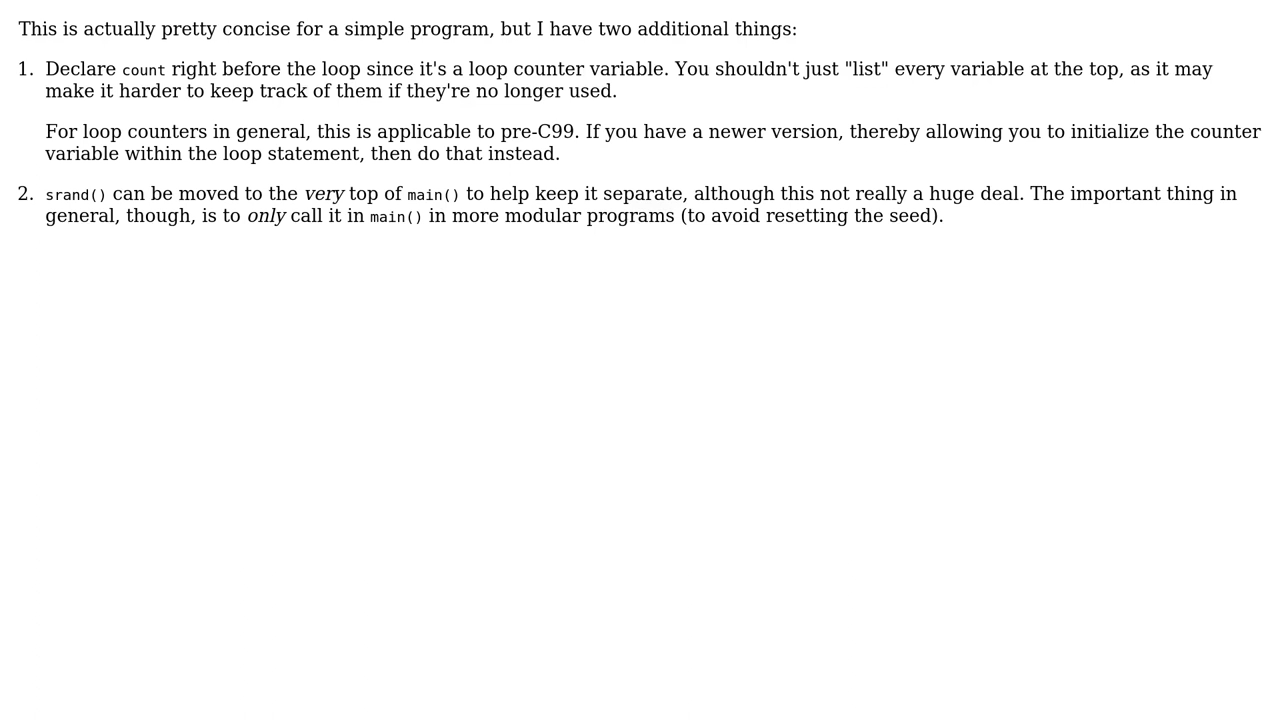 This is actually pretty concise for a simple program, but I have two additional things:
1. Declare count right before the loop since it's a loop counter variable. You shouldn't just "list" every variable at the top, as it may
make it harder to keep track of them if they're no longer used.
For loop counters in general, this is applicable to pre-C99. If you have a newer version, thereby allowing you to initialize the counter
variable within the loop statement, then do that instead.
2. srand() can be moved to the very top of main() to help keep it separate, although this not really a huge deal. The important thing in
general, though, is to only call it in main() in more modular programs (to avoid resetting the seed).